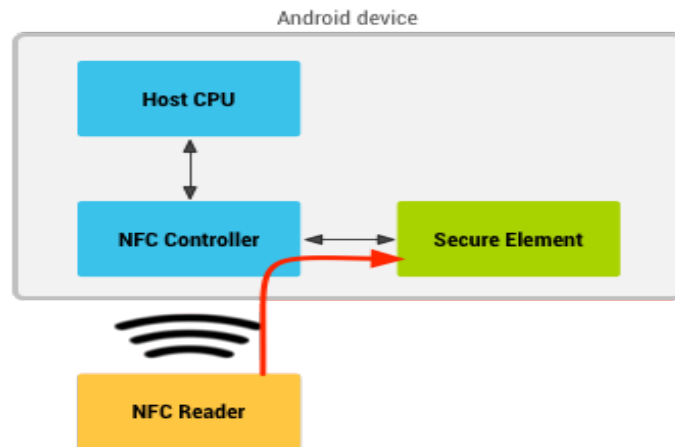 Android device
Host CPU
NFC Controller
Secure Element
NFC Reader